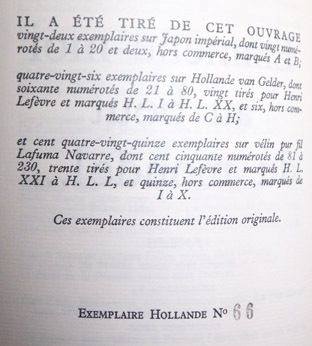 IL A ÉTÉ TIRÉ DE CET OUVRAGE
vingt-deux exemplaires sur Japon impérial, dont vingt numé-
rotés de 1 à 20 et deux, hors commerce, marqués A et B;
quatre-vingt-six exemplaires sur Hollande van Gelder, dont
soixante numérotés de 21 à 80, vingt tirés pour Henri
Lefèvre et marqués H. L. I à H. L. XX, et six, hors com-
merce, marqués de C à H;
et cent quatre-vingt-quinze exemplaires sur vélin pur fil
Lafuma Navarre, dont cent cinquante numérotés de 81 à
230, trente tirés pour Henri Lefèvre et marqués H. L.
XXI à H. L. L, et quinze, hors commerce, marqués de
I à X.
Ces exemplaires constituent l'édition originale.
EXEMPLAIRE HOLLANDE No 66